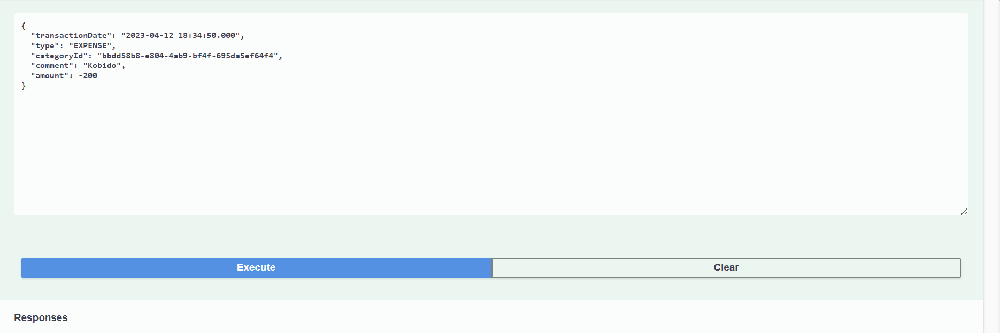 {
  "transactionDate": "2023-04-12 18:34:50.000",
  "type": "EXPENSE",
  "categoryId": "bbdd58b8-e804-4ab9-bf4f-695da5ef64f4",
  "comment": "Kobido",
  "amount": -200
}
Execute
Clear
Responses